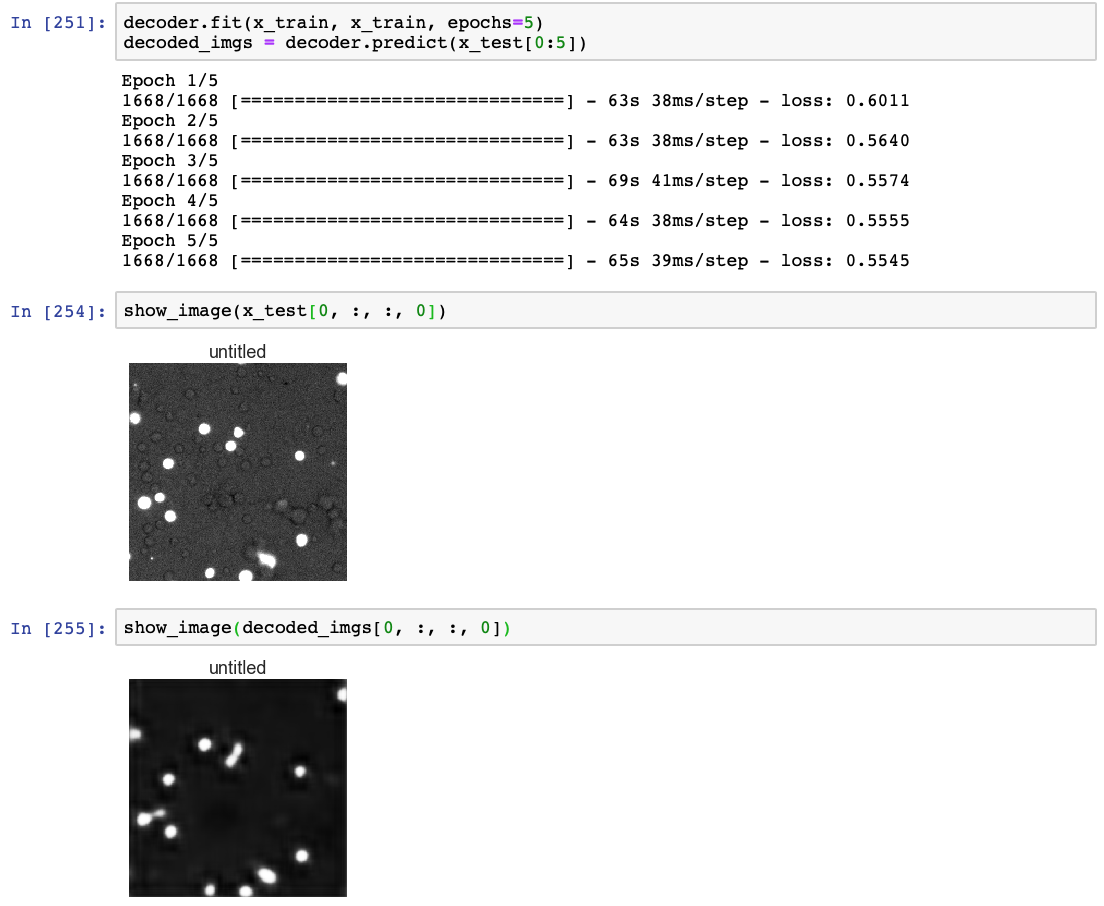 In [251]: decoder.fit(x_train, x_train, epochs=5)
decoded_imgs = decoder.predict(x_test[0:5])
Epoch 1/5
1668/1668 [==============================] - 63s 38ms/step - loss: 0.6011
Epoch 2/5
1668/1668 [==============================] - 63s 38ms/step - loss: 0.5640
Epoch 3/5
1668/1668 [==============================] - 69s 41ms/step - loss: 0.5574
Epoch 4/5
1668/1668 [==============================] - 64s 38ms/step - loss: 0.5555
Epoch 5/5
1668/1668 [==============================] - 65s 39ms/step - loss: 0.5545
In [254]: show_image(x_test[0, :, :, 0])
untitled
In [255]: show_image(decoded_imgs[0, :, :, 0])
untitled